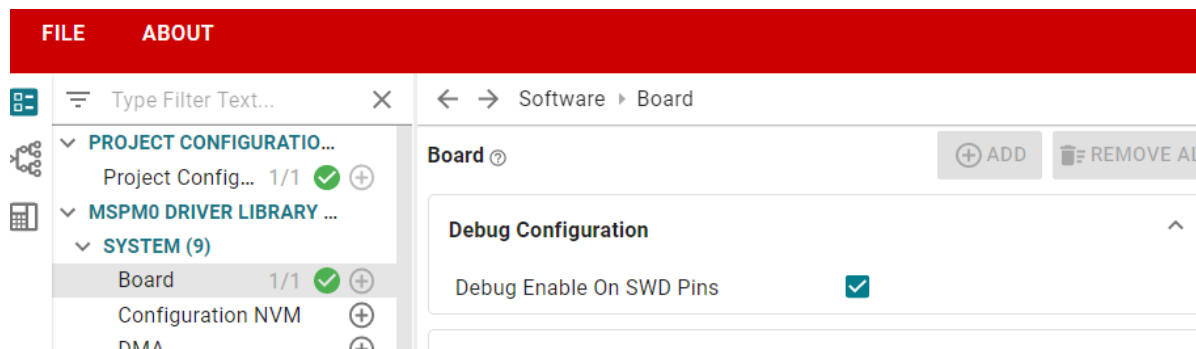 FILE ABOUT
Type Filter Text...
Software Board
PROJECT CONFIGURATIO...
Project Config... 1/1
MSPM0 DRIVER LIBRARY ...
SYSTEM (9)
Board 1/1
Configuration NVM
DMA
Board
ADD
REMOVE AL
Debug Configuration
Debug Enable On SWD Pins